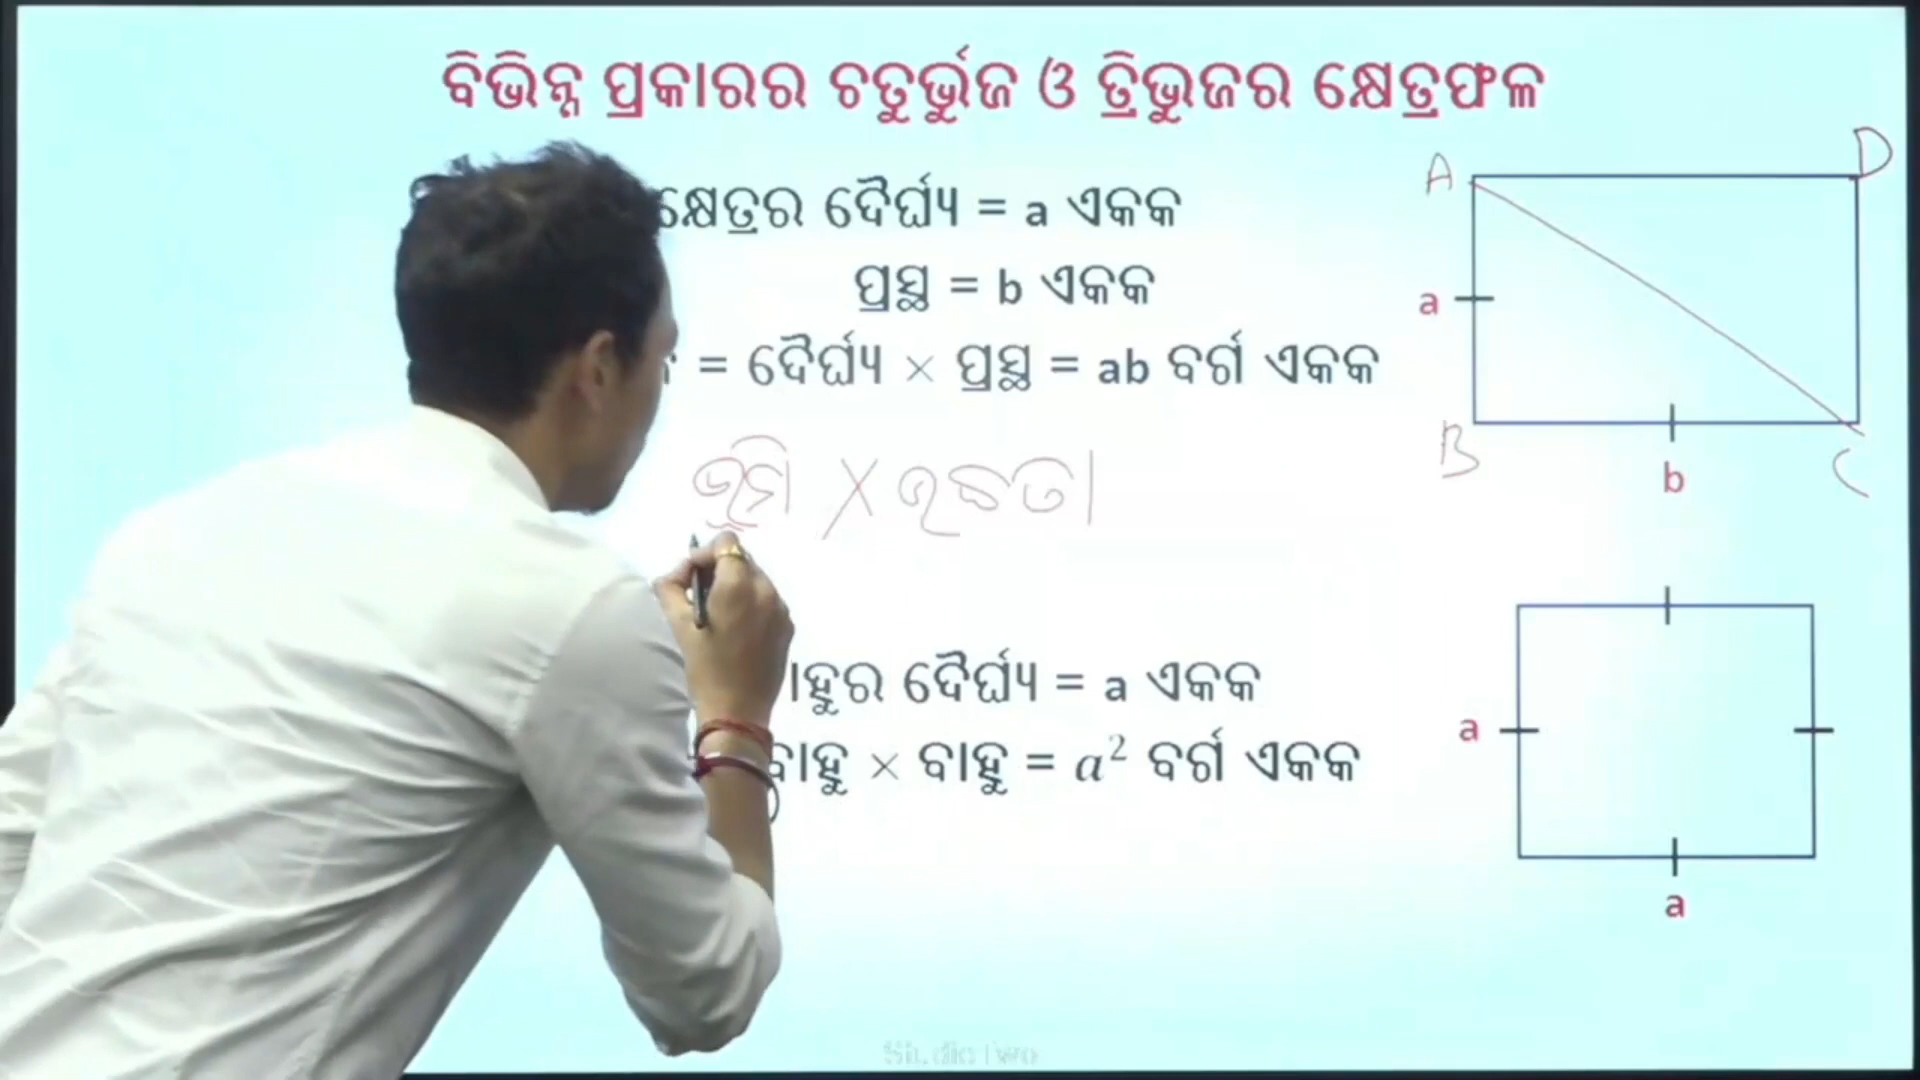 ବିଭିନ୍ନ ପ୍ରକାରର ଚତୁର୍ଭୁଜ ଓ ତ୍ରିଭୁଜର କ୍ଷେତ୍ରଫଳ
କ୍ଷେତ୍ରର ଦୈର୍ଘ୍ୟ = a ଏକକ
ପ୍ରସ୍ଥ = b ଏକକ
= ଦୈର୍ଘ୍ୟ × ପ୍ରସ୍ଥ = ab ବର୍ଗ ଏକକ
ଭୂମି × ଉଚ୍ଚତା
ଦୈର୍ଘ୍ୟ = a ଏକକ
ବାହୁ × ବାହୁ = a² ବର୍ଗ ଏକକ
A D
a
B b C
a
a